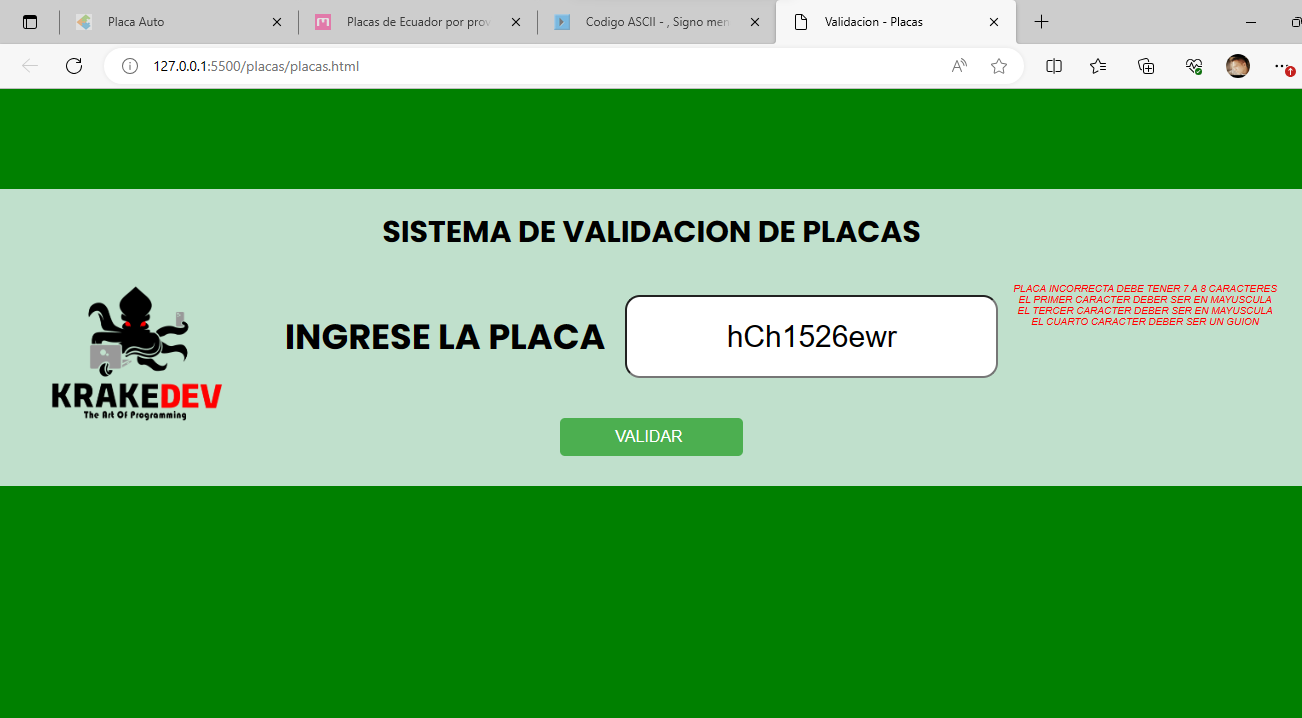 Placa Auto
Placas de Ecuador por prov
Codigo ASCII - , Signo men
Validacion - Placas
127.0.0.1:5500/placas/placas.html
SISTEMA DE VALIDACION DE PLACAS
KRAKEDEV
The Art Of Programming
INGRESE LA PLACA
hCh1526ewr
PLACA INCORRECTA DEBE TENER 7 A 8 CARACTERES
EL PRIMER CARACTER DEBER SER EN MAYUSCULA
EL TERCER CARACTER DEBER SER EN MAYUSCULA
EL CUARTO CARACTER DEBER SER UN GUION
VALIDAR